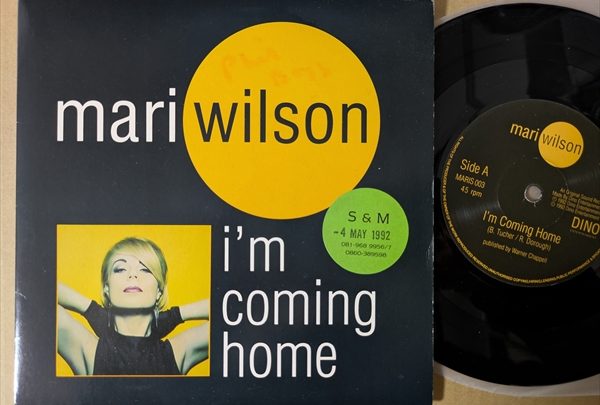 mari wilson
S & M
-4 MAY 1992
081-968 9956/7
0860-389598
i'm
coming
home
mari wilson
Side A
MARIS 003
45 rpm
DINO
I'm Coming Home
(B. Tucker / R. Dorough)
published by Warner Chappell